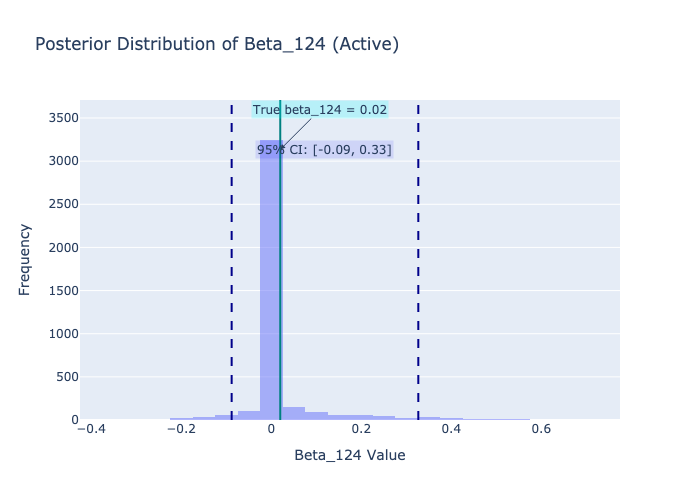 Posterior Distribution of Beta_124 (Active)
True beta_124 = 0.02
95% CI: [-0.09, 0.33]
3500
3000
2500
2000
1500
1000
500
0
Frequency
−0.4
−0.2
0
0.2
0.4
0.6
Beta_124 Value